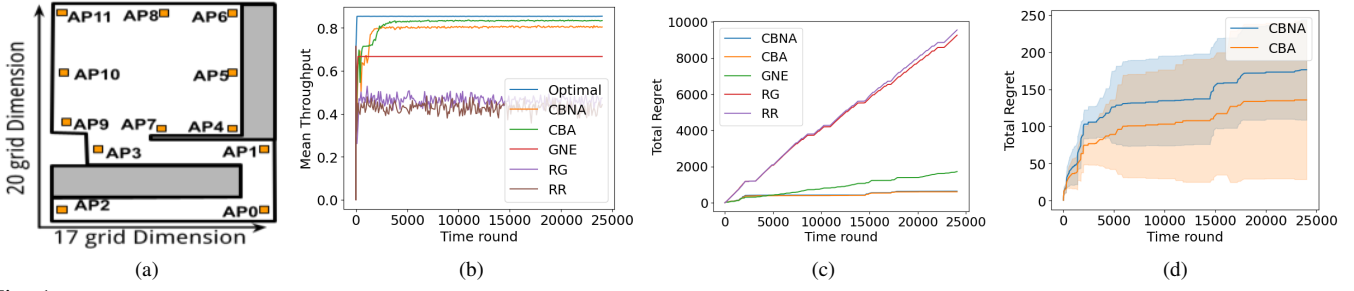 AP11 AP8 AP6
AP10 AP5
AP9 AP7 AP4
AP3 AP1
AP2 AP0
20 grid Dimension
17 grid Dimension
(a)
Mean Throughput
0.8
0.6
0.4
0.2
0.0
Optimal
CBNA
CBA
GNE
RG
RR
0 5000 10000 15000 20000 25000
Time round
(b)
Total Regret
10000
8000
6000
4000
2000
0
CBNA
CBA
GNE
RG
RR
0 5000 10000 15000 20000 25000
Time round
(c)
Total Regret
250
200
150
100
50
0
CBNA
CBA
0 5000 10000 15000 20000 25000
Time round
(d)